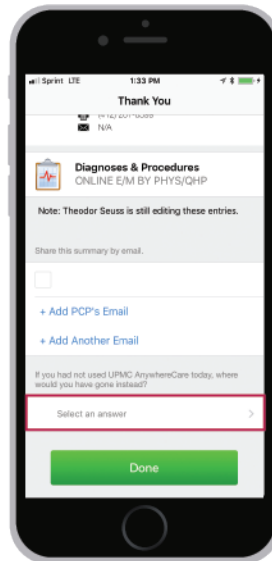 Sprint LTE 1:33 PM
Thank You
N/A
Diagnoses & Procedures
ONLINE E/M BY PHYS/QHP
Note: Theodor Seuss is still editing these entries.
Share this summary by email.
+ Add PCP's Email
+ Add Another Email
If you had not used UPMC AnywhereCare today, where
would you have gone instead?
Select an answer
Done